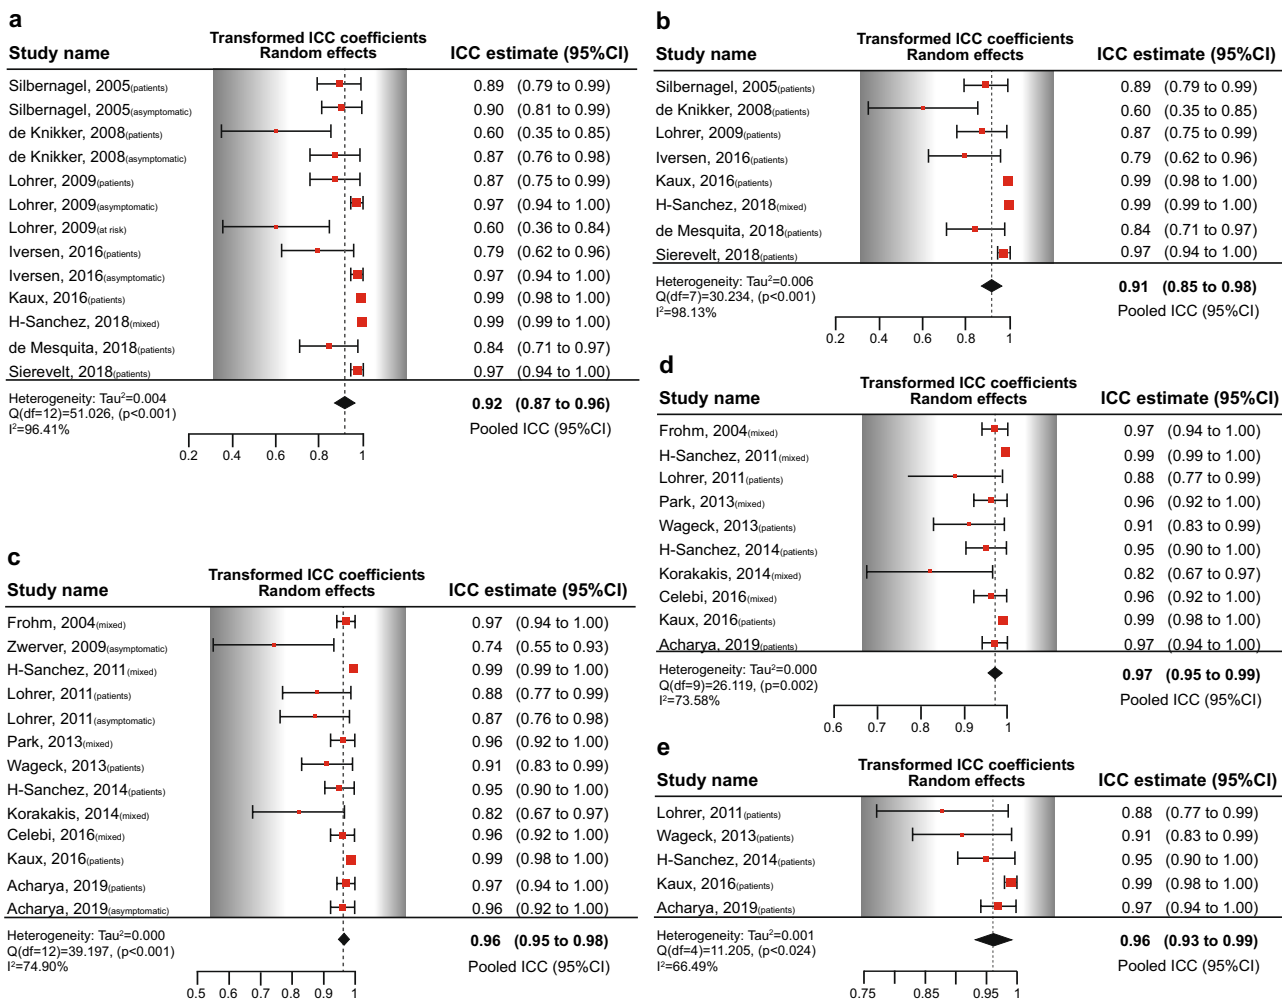 a
Transformed ICC coefficients
Study name Random effects ICC estimate (95%CI)
Silbernagel, 2005(patients) 0.89 (0.79 to 0.99)
Silbernagel, 2005(asymptomatic) 0.90 (0.81 to 0.99)
de Knikker, 2008(patients) 0.60 (0.35 to 0.85)
de Knikker, 2008(asymptomatic) 0.87 (0.76 to 0.98)
Lohrer, 2009(patients) 0.87 (0.75 to 0.99)
Lohrer, 2009(asymptomatic) 0.97 (0.94 to 1.00)
Lohrer, 2009(at risk) 0.60 (0.36 to 0.84)
Iversen, 2016(patients) 0.79 (0.62 to 0.96)
Iversen, 2016(asymptomatic) 0.97 (0.94 to 1.00)
Kaux, 2016(patients) 0.99 (0.98 to 1.00)
H-Sanchez, 2018(mixed) 0.99 (0.99 to 1.00)
de Mesquita, 2018(patients) 0.84 (0.71 to 0.97)
Sierevelt, 2018(patients) 0.97 (0.94 to 1.00)
Heterogeneity: Tau²=0.004 0.92 (0.87 to 0.96)
Q(df=12)=51.026, (p<0.001)
I²=96.41% Pooled ICC (95%CI)
0.2 0.4 0.6 0.8 1
b
Transformed ICC coefficients
Study name Random effects ICC estimate (95%CI)
Silbernagel, 2005(patients) 0.89 (0.79 to 0.99)
de Knikker, 2008(patients) 0.60 (0.35 to 0.85)
Lohrer, 2009(patients) 0.87 (0.75 to 0.99)
Iversen, 2016(patients) 0.79 (0.62 to 0.96)
Kaux, 2016(patients) 0.99 (0.98 to 1.00)
H-Sanchez, 2018(mixed) 0.99 (0.99 to 1.00)
de Mesquita, 2018(patients) 0.84 (0.71 to 0.97)
Sierevelt, 2018(patients) 0.97 (0.94 to 1.00)
Heterogeneity: Tau²=0.006 0.91 (0.85 to 0.98)
Q(df=7)=30.234, (p<0.001)
I²=98.13% Pooled ICC (95%CI)
0.2 0.4 0.6 0.8 1
c
Transformed ICC coefficients
Study name Random effects ICC estimate (95%CI)
Frohm, 2004(mixed) 0.97 (0.94 to 1.00)
Zwerver, 2009(asymptomatic) 0.74 (0.55 to 0.93)
H-Sanchez, 2011(mixed) 0.99 (0.99 to 1.00)
Lohrer, 2011(patients) 0.88 (0.77 to 0.99)
Lohrer, 2011(asymptomatic) 0.87 (0.76 to 0.98)
Park, 2013(mixed) 0.96 (0.92 to 1.00)
Wageck, 2013(patients) 0.91 (0.83 to 0.99)
H-Sanchez, 2014(patients) 0.95 (0.90 to 1.00)
Korakakis, 2014(mixed) 0.82 (0.67 to 0.97)
Celebi, 2016(mixed) 0.96 (0.92 to 1.00)
Kaux, 2016(patients) 0.99 (0.98 to 1.00)
Acharya, 2019(patients) 0.97 (0.94 to 1.00)
Acharya, 2019(asymptomatic) 0.96 (0.92 to 1.00)
Heterogeneity: Tau²=0.000 0.96 (0.95 to 0.98)
Q(df=12)=39.197, (p<0.001)
I²=74.90% Pooled ICC (95%CI)
0.5 0.6 0.7 0.8 0.9 1
d
Transformed ICC coefficients
Study name Random effects ICC estimate (95%CI)
Frohm, 2004(mixed) 0.97 (0.94 to 1.00)
H-Sanchez, 2011(mixed) 0.99 (0.99 to 1.00)
Lohrer, 2011(patients) 0.88 (0.77 to 0.99)
Park, 2013(mixed) 0.96 (0.92 to 1.00)
Wageck, 2013(patients) 0.91 (0.83 to 0.99)
H-Sanchez, 2014(patients) 0.95 (0.90 to 1.00)
Korakakis, 2014(mixed) 0.82 (0.67 to 0.97)
Celebi, 2016(mixed) 0.96 (0.92 to 1.00)
Kaux, 2016(patients) 0.99 (0.98 to 1.00)
Acharya, 2019(patients) 0.97 (0.94 to 1.00)
Heterogeneity: Tau²=0.000 0.97 (0.95 to 0.99)
Q(df=9)=26.119, (p=0.002)
I²=73.58% Pooled ICC (95%CI)
0.6 0.7 0.8 0.9 1
e
Transformed ICC coefficients
Study name Random effects ICC estimate (95%CI)
Lohrer, 2011(patients) 0.88 (0.77 to 0.99)
Wageck, 2013(patients) 0.91 (0.83 to 0.99)
H-Sanchez, 2014(patients) 0.95 (0.90 to 1.00)
Kaux, 2016(patients) 0.99 (0.98 to 1.00)
Acharya, 2019(patients) 0.97 (0.94 to 1.00)
Heterogeneity: Tau²=0.001 0.96 (0.93 to 0.99)
Q(df=4)=11.205, (p<0.024)
I²=66.49% Pooled ICC (95%CI)
0.75 0.85 0.95 1